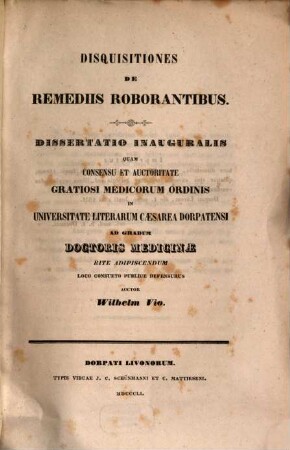 DISQUISITIONES
DE
REMEDIIS ROBORANTIBUS.
DISSERTATIO INAUGURALIS
QUAM
CONSENSU ET AUCTORITATE
GRATIOSI MEDICORUM ORDINIS
IN
UNIVERSITATE LITERARUM CÆSAREA DORPATENSI
AD GRADUM
DOCTORIS MEDICINÆ
RITE ADIPISCENDUM
LOCO CONSUETO PUBLICE DEFENSURUS
AUCTOR
Wilhelm Vio.
DORPATI LIVONORUM.
TYPIS VIDUAE J. C. SCHÜNMANNI ET C. MATTIESENI.
MDCCCLI.